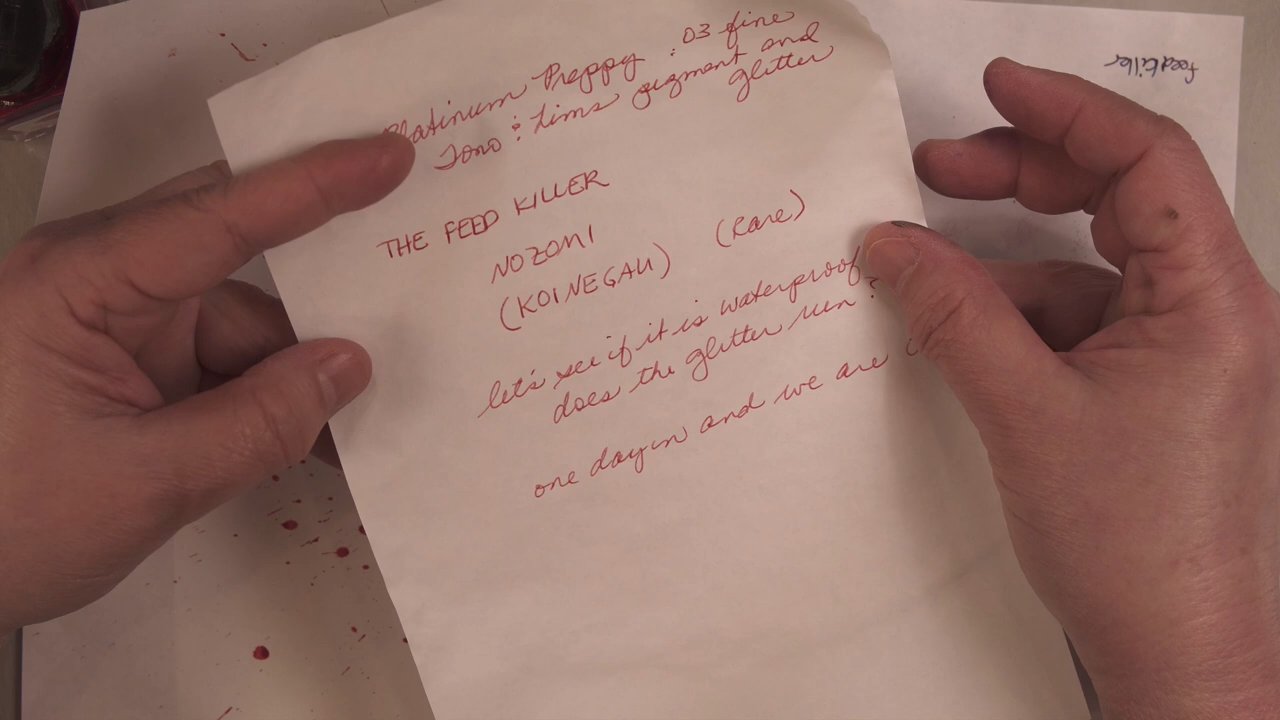 Platinum Preppy .03 fine
Tono & Lims pigment and
glitter
THE FEED KILLER
NOZOMI
(KOINEGAU) (Rare)
let's see if it is waterproof
does the glitter run?
one day in and we are
feedkiller